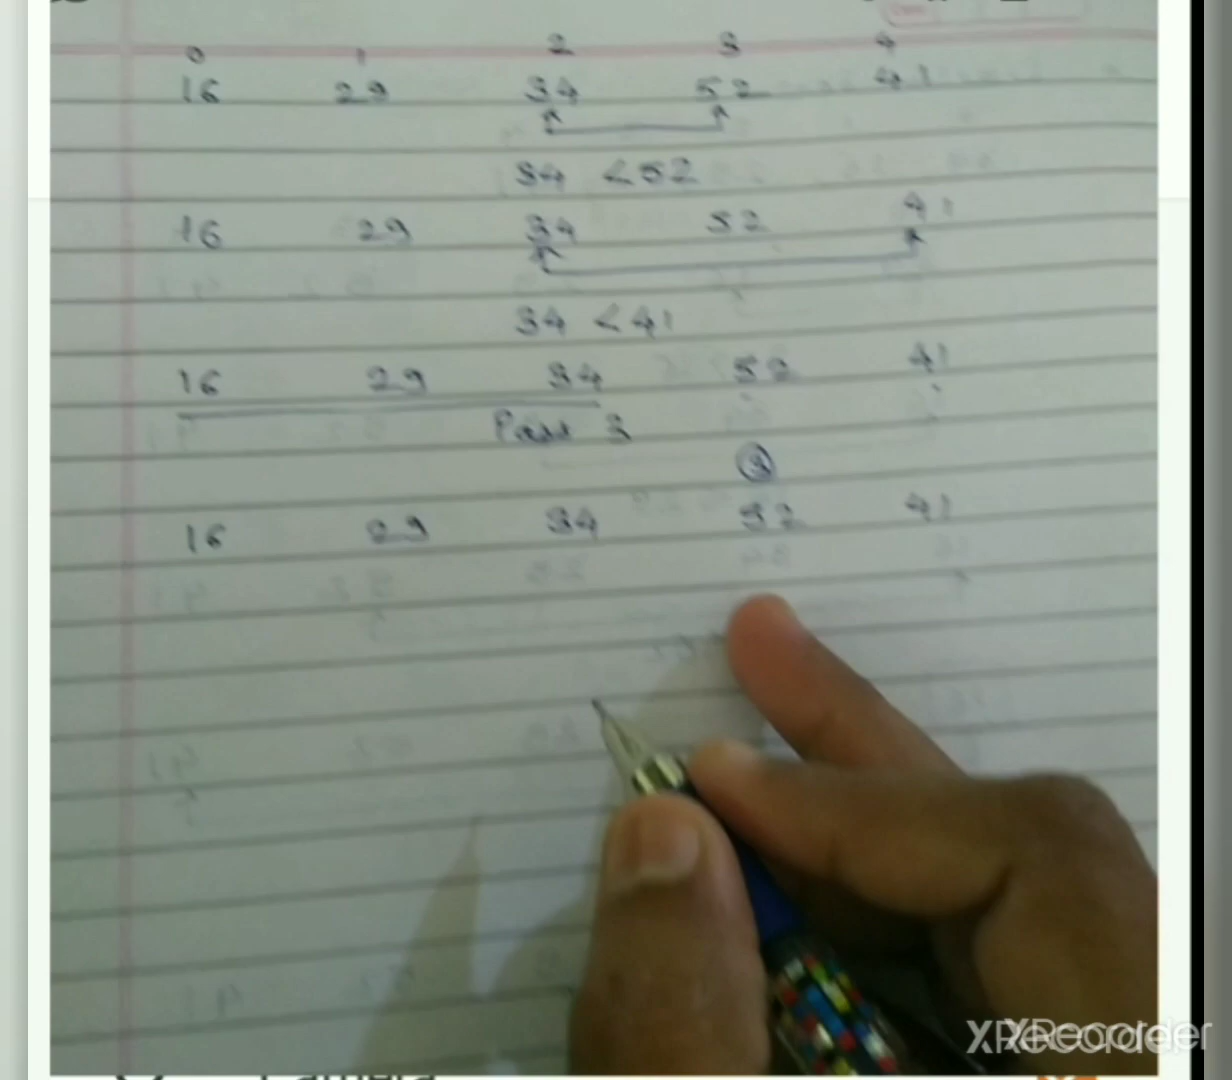 0 1 2 3 4
16 29 34 52 41
34 < 52
16 29 34 52 41
34 < 41
16 29 34 52 41
Pass 3
3
16 29 34 52 41
XRecorder